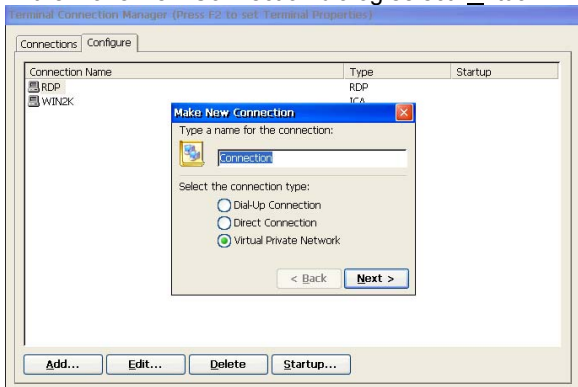 Terminal Connection Manager (Press F2 to set Terminal Properties)
Connections Configure
Connection Name Type Startup
RDP RDP
WIN2K ICA
Make New Connection
Type a name for the connection:
Connection
Select the connection type:
Dial-Up Connection
Direct Connection
Virtual Private Network
< Back Next >
Add... Edit... Delete Startup...